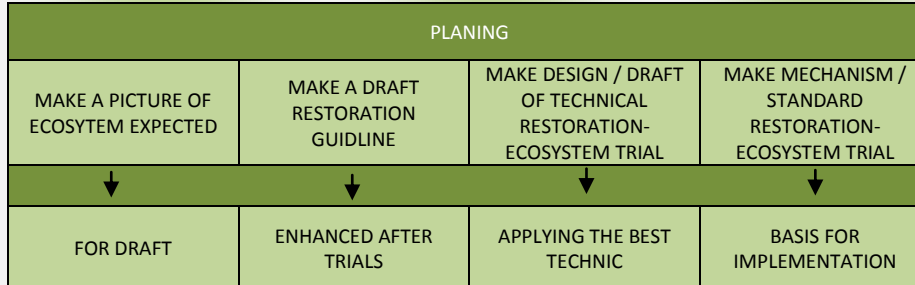 PLANING
MAKE A PICTURE OF
ECOSYTEM EXPECTED
MAKE A DRAFT
RESTORATION
GUIDLINE
MAKE DESIGN / DRAFT
OF TECHNICAL
RESTORATION-
ECOSYSTEM TRIAL
MAKE MECHANISM /
STANDARD
RESTORATION-
ECOSYSTEM TRIAL
FOR DRAFT
ENHANCED AFTER
TRIALS
APPLYING THE BEST
TECHNIC
BASIS FOR
IMPLEMENTATION